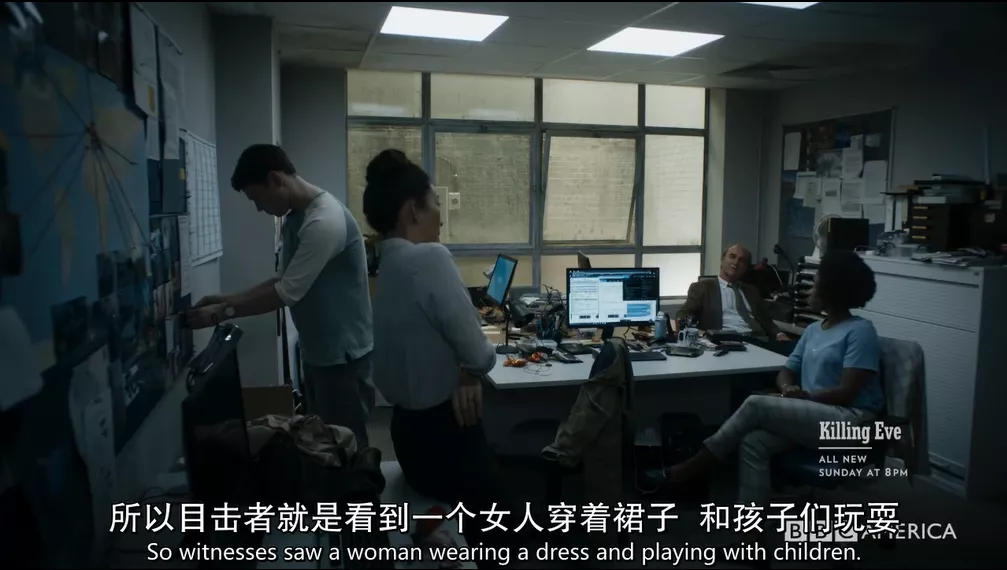 Killing Eve
ALL NEW
SUNDAY AT 8PM
所以目击者就是看到一个女人穿着裙子 和孩子们玩耍
BBC AMERICA
So witnesses saw a woman wearing a dress and playing with children.